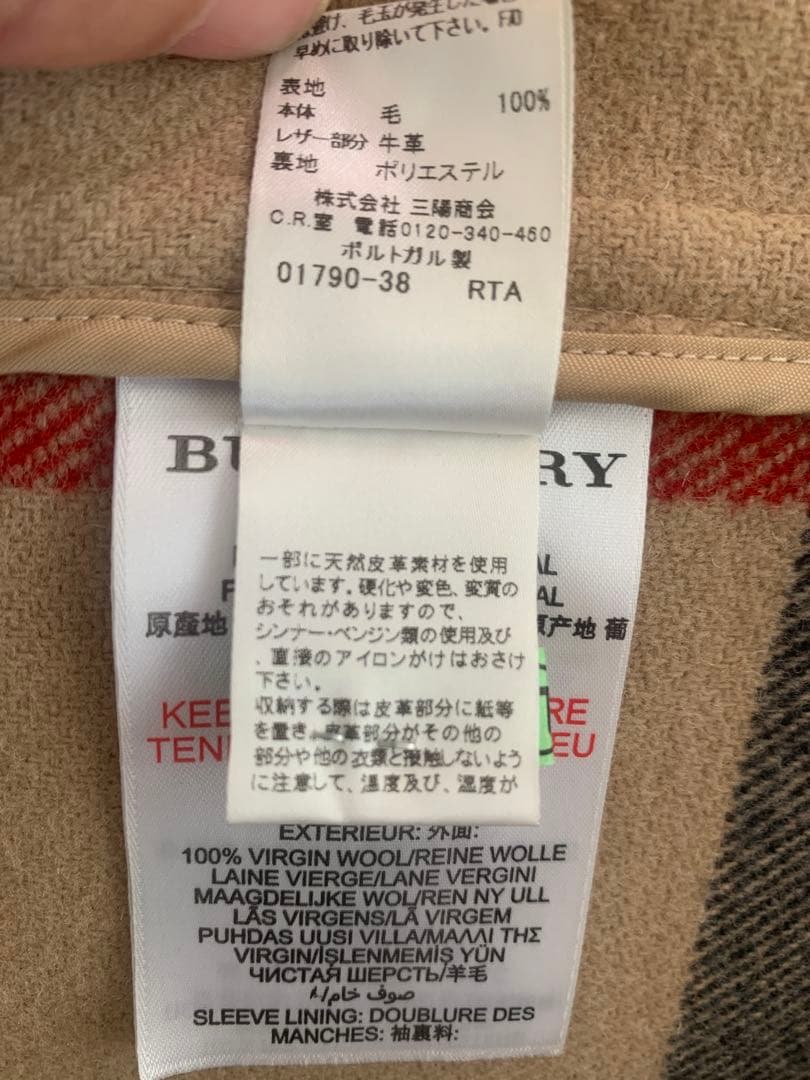 避け、毛玉が発生した場合
早めに取り除いて下さい。F/D
表地
本体 毛 100%
レザー部分 牛革
裏地 ポリエステル
株式会社 三陽商会
C.R.室 電話0120-340-460
ポルトガル製
01790-38 RTA
BU RY
一部に天然皮革素材を使用
しています。硬化や変色、変質の
おそれがありますので、
シンナー・ベンジン類の使用及び
、直接のアイロンがけはおさけ
下さい。
収納する際は皮革部分に紙等
を置き、皮革部分がその他の
部分や他の衣類と接触しないよう
に注意して、温度及び、湿度が
AL
AL
原產地 原产地 葡
KEE RE
TEN EU
EXTERIEUR: 外面:
100% VIRGIN WOOL/REINE WOLLE
LAINE VIERGE/LANE VERGINI
MAAGDELIJKE WOL/REN NY ULL
LÃS VIRGENS/LÃ VIRGEM
PUHDAS UUSI VILLA/ΜΑΛΛΙ ΤΗΣ
VIRGIN/İŞLENMEMİŞ YÜN
ЧИСТАЯ ШЕРСТЬ/羊毛
صوف خام/
SLEEVE LINING: DOUBLURE DES
MANCHES: 袖裏料: